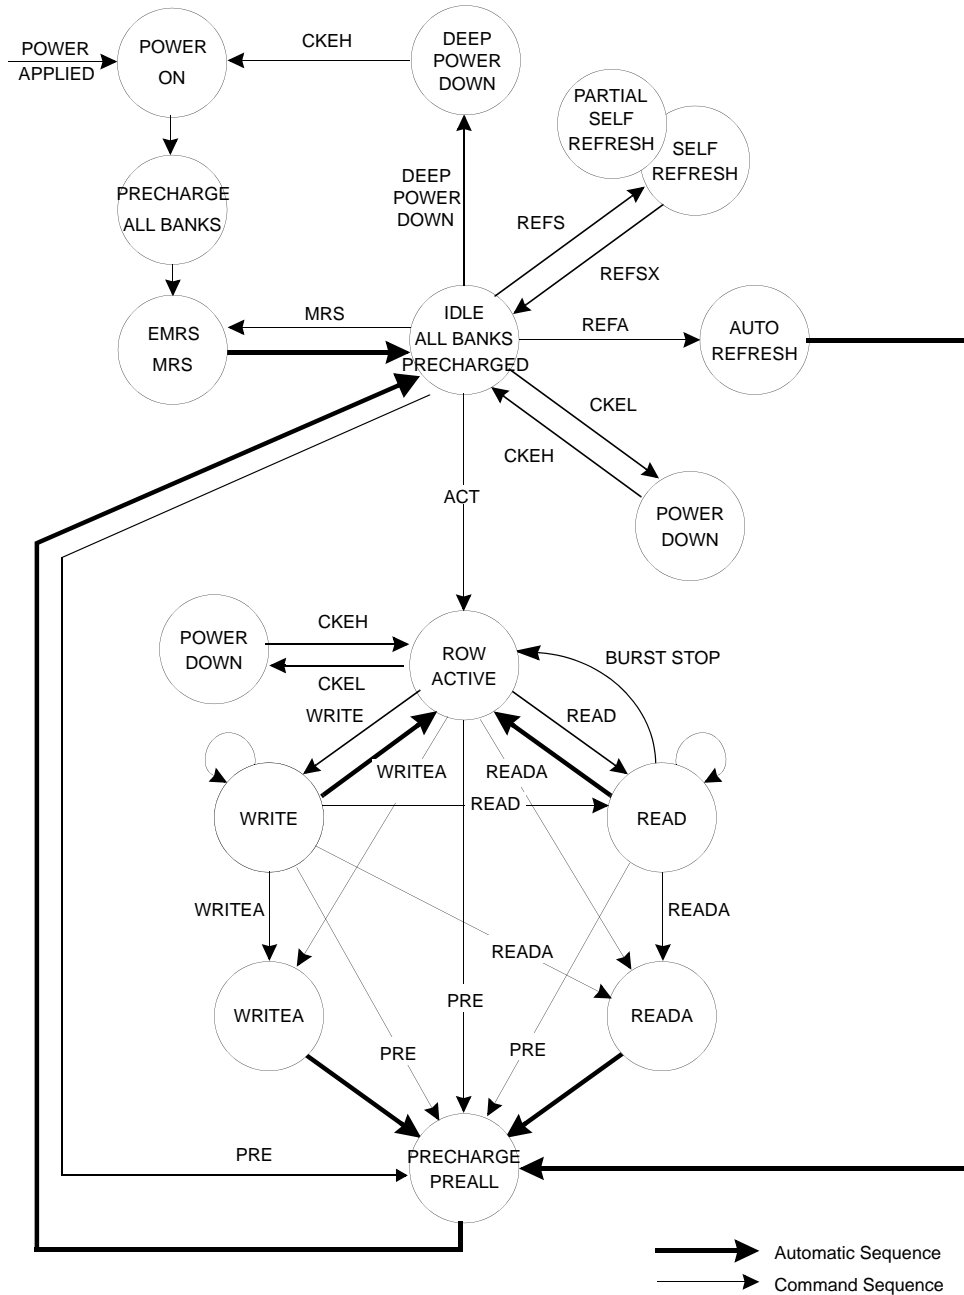 POWER
APPLIED
POWER
ON
CKEH
DEEP
POWER
DOWN
PARTIAL
SELF
REFRESH
SELF
REFRESH
PRECHARGE
ALL BANKS
DEEP
POWER
DOWN
REFS
REFSX
EMRS
MRS
MRS
IDLE
ALL BANKS
PRECHARGED
REFA
AUTO
REFRESH
CKEL
CKEH
ACT
POWER
DOWN
POWER
DOWN
CKEH
CKEL
ROW
ACTIVE
BURST STOP
WRITE
READ
WRITEA
READA
WRITE
READ
READ
WRITEA
READA
READA
WRITEA
PRE
READA
PRE
PRE
PRE
PRECHARGE
PREALL
Automatic Sequence
Command Sequence